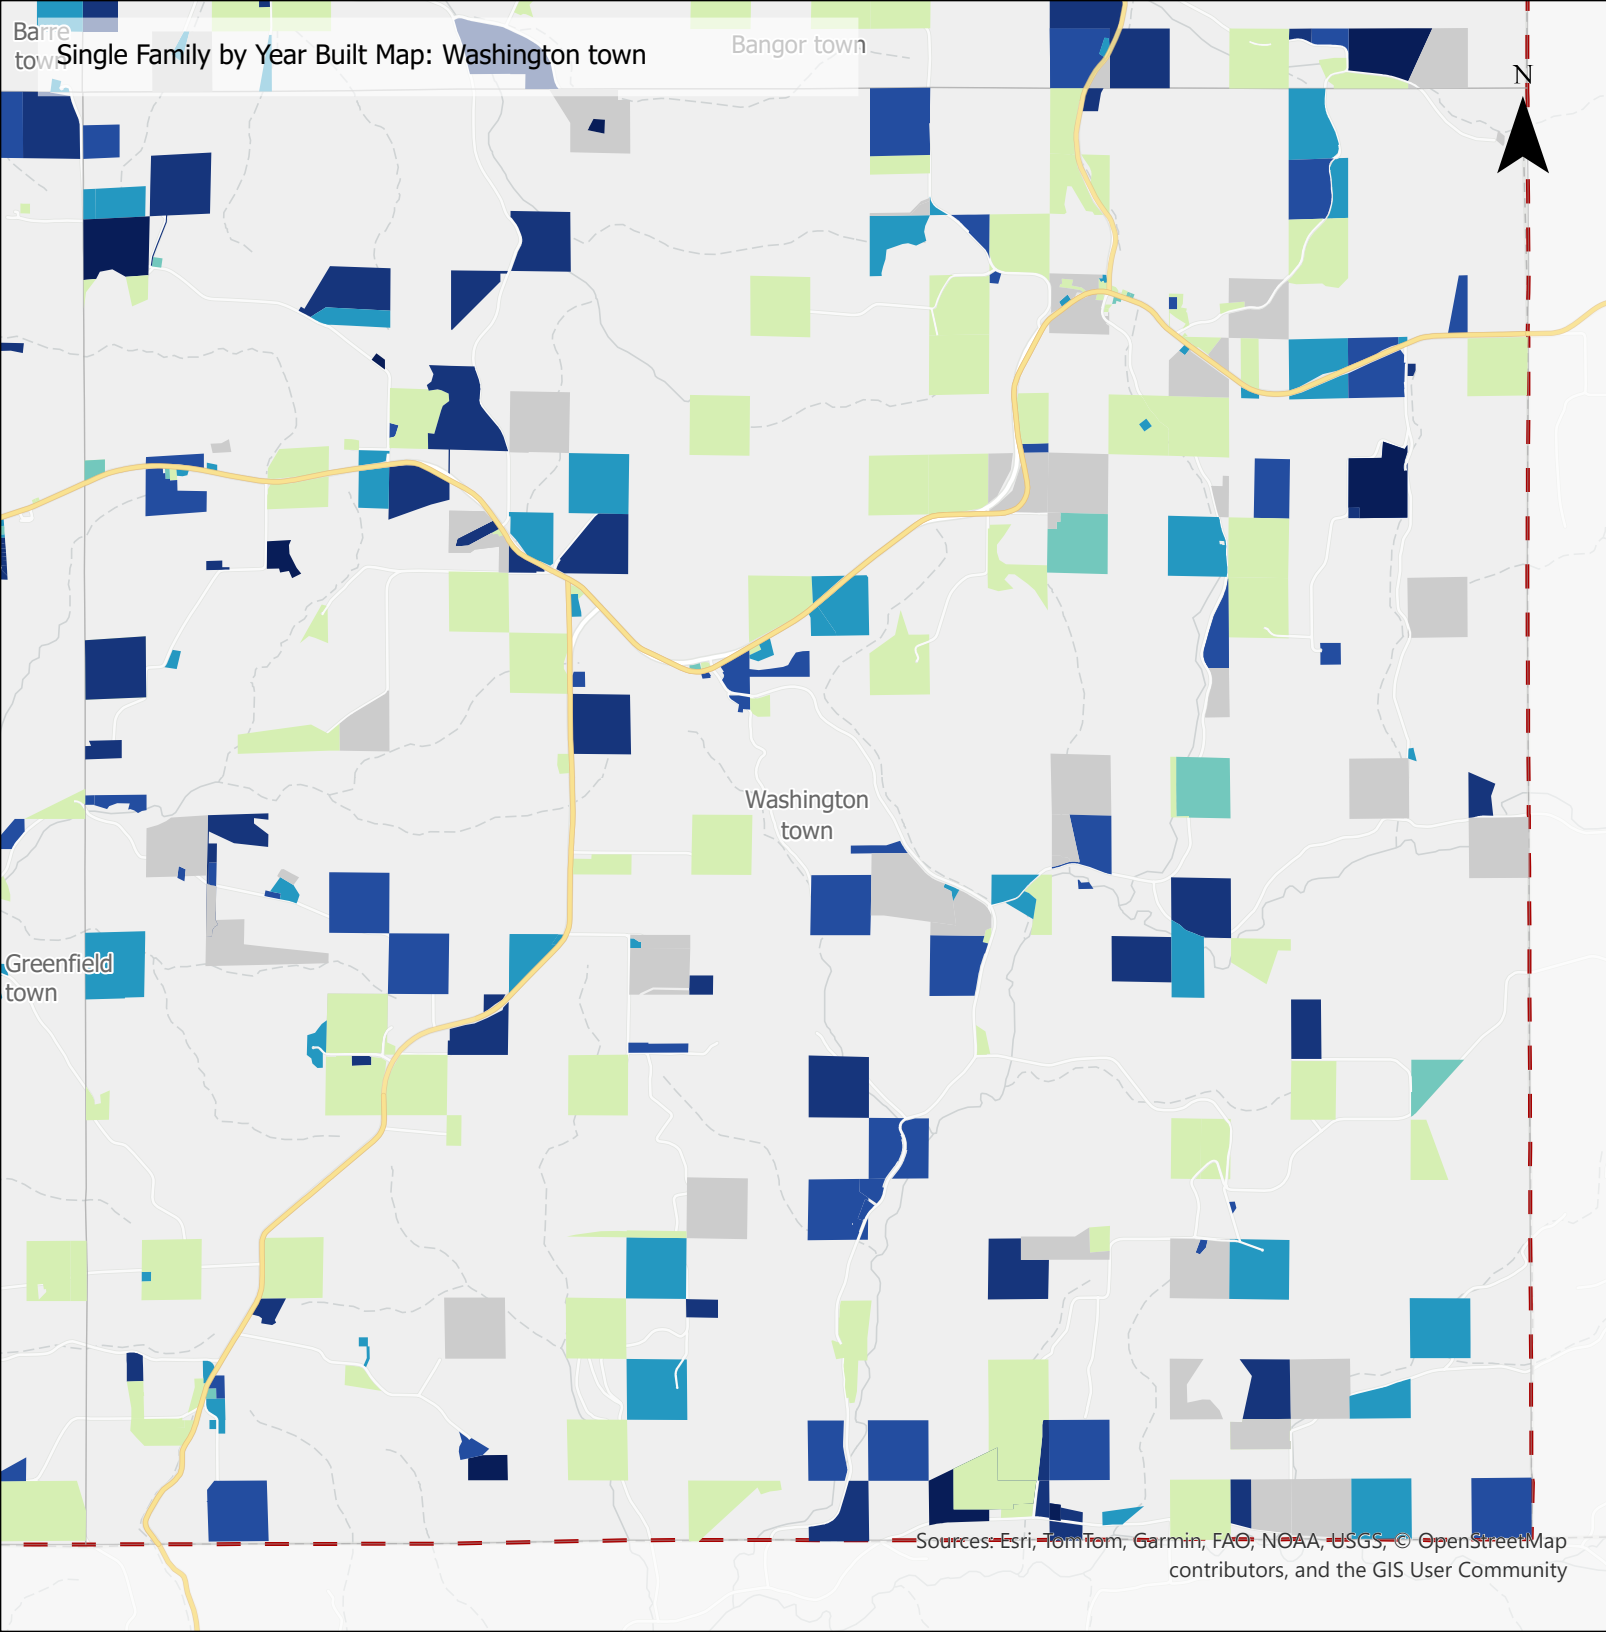 Barre
town
Single Family by Year Built Map: Washington town
Bangor town
N
Washington
town
Greenfield
town
Sources: Esri, TomTom, Garmin, FAO, NOAA, USGS, © OpenStreetMap
contributors, and the GIS User Community